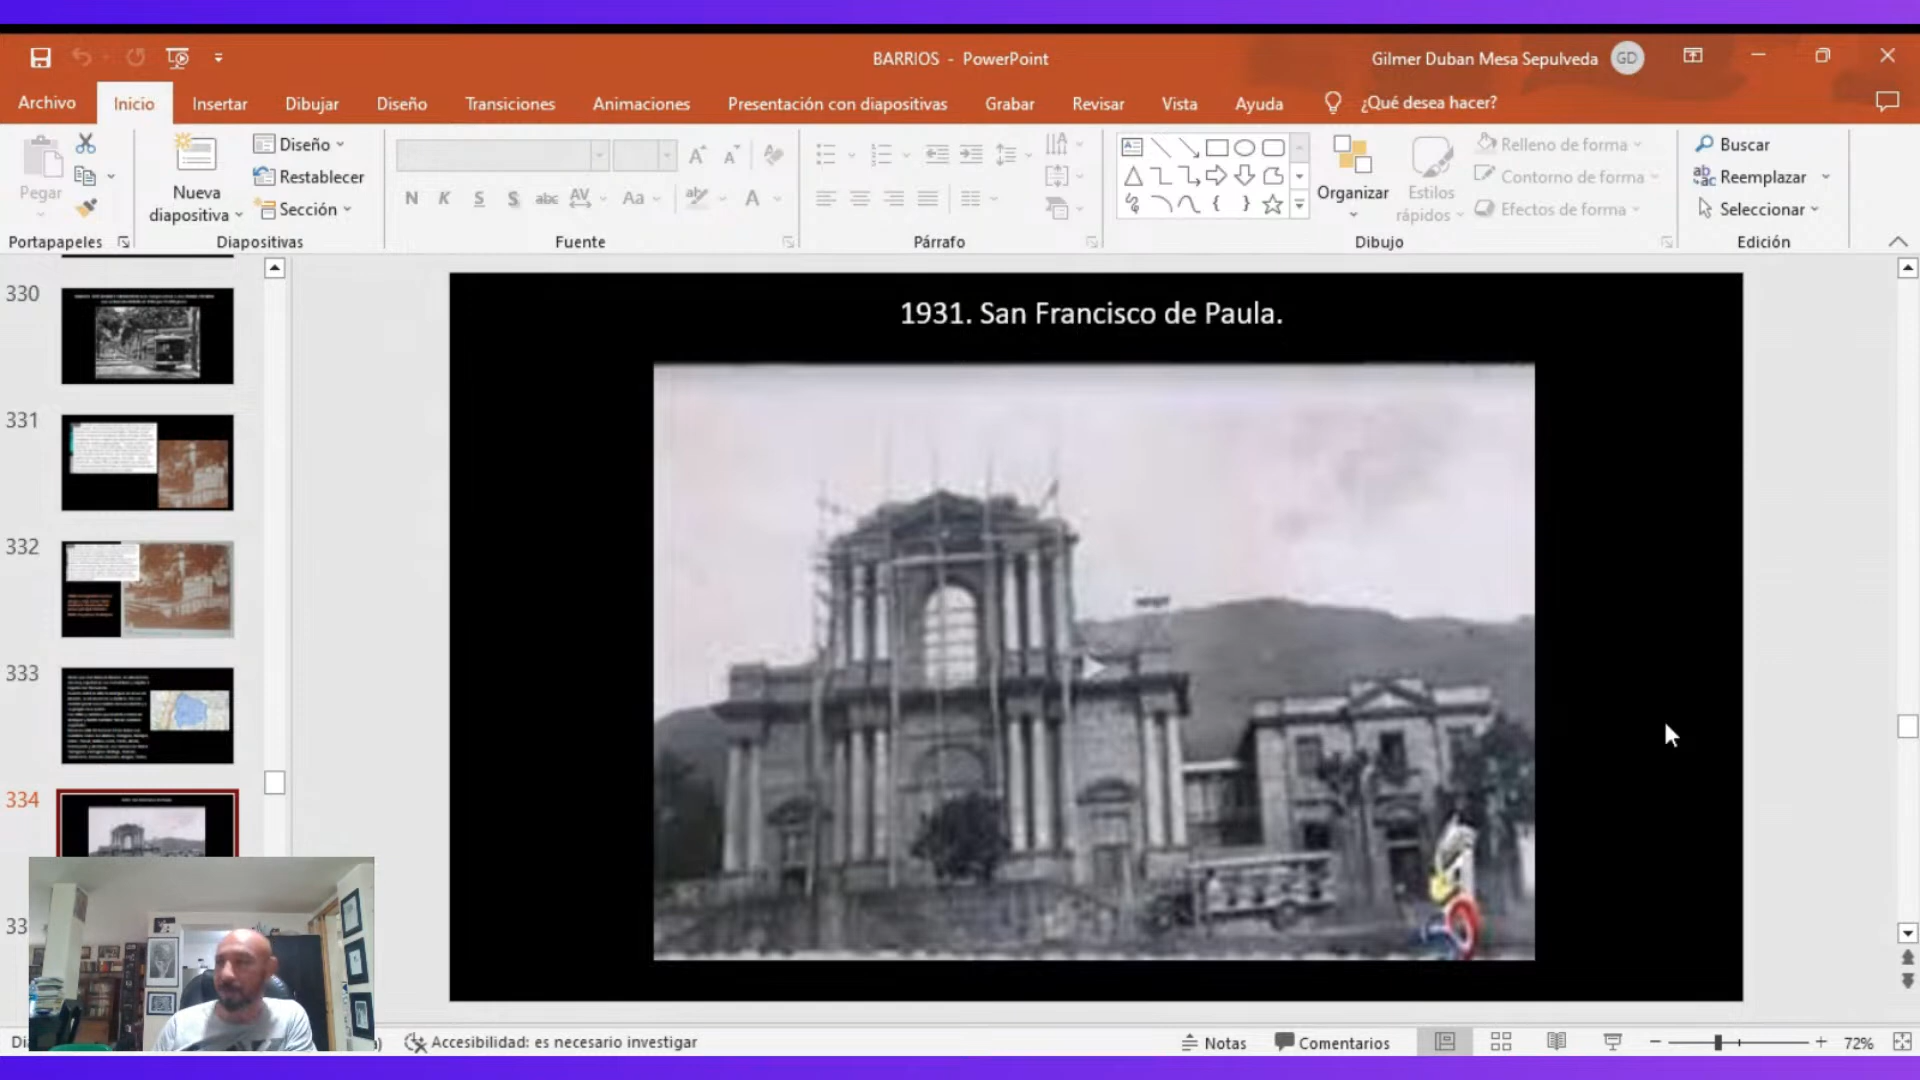 BARRIOS - PowerPoint
Gilmer Duban Mesa Sepulveda
GD
Archivo
Inicio
Insertar
Dibujar
Diseño
Transiciones
Animaciones
Presentación con diapositivas
Grabar
Revisar
Vista
Ayuda
¿Qué desea hacer?
Pegar
Nueva
diapositiva
Diseño
Restablecer
Sección
N K S S abc AV Aa A
Organizar
Estilos
rápidos
Relleno de forma
Contorno de forma
Efectos de forma
Buscar
Reemplazar
Seleccionar
Portapapeles
Diapositivas
Fuente
Párrafo
Dibujo
Edición
330
331
332
333
334
1931. San Francisco de Paula.
Accesibilidad: es necesario investigar
Notas
Comentarios
72%